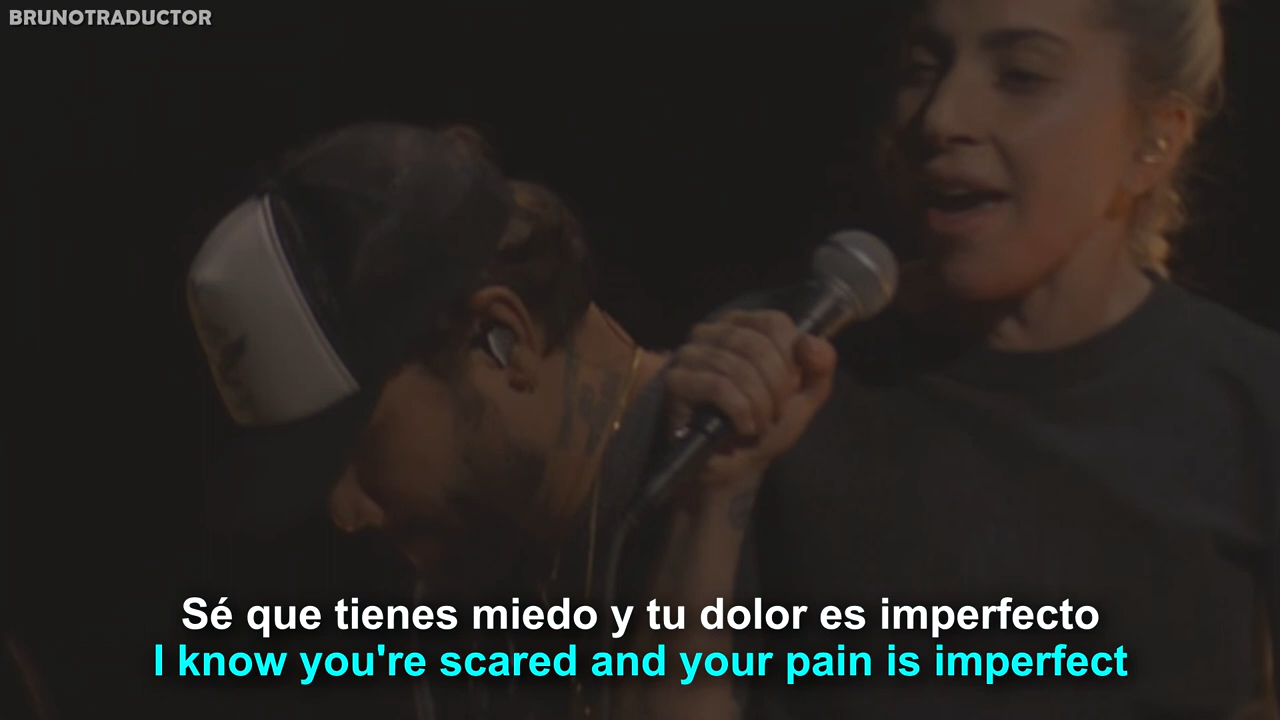 BRUNOTRADUCTOR
Sé que tienes miedo y tu dolor es imperfecto
I know you're scared and your pain is imperfect